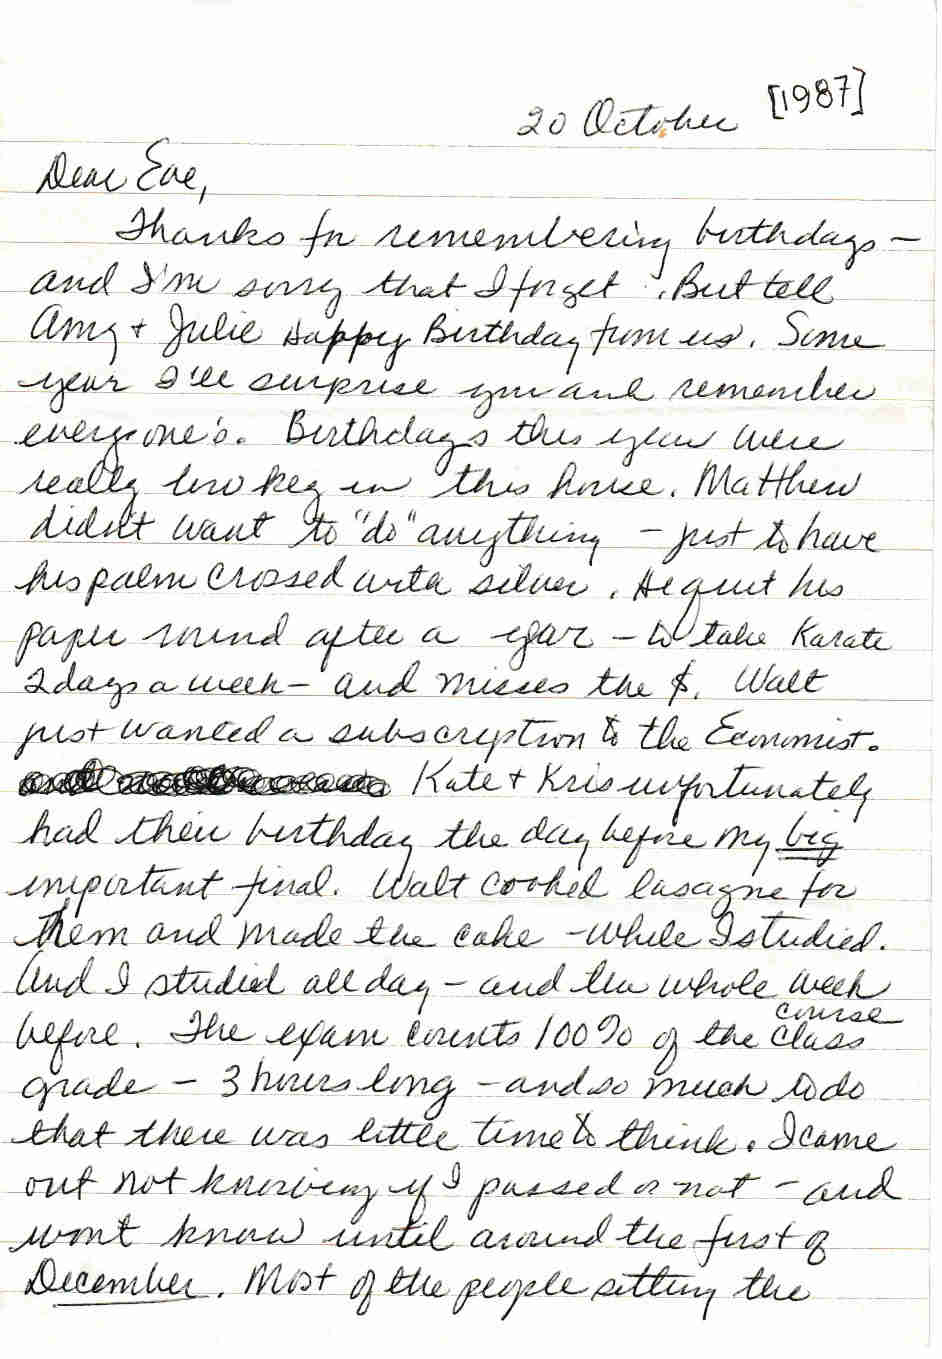 20 October [1987]
Dear Eve,
Thanks for remembering birthdays –
and I'm sorry that I forget. But tell
Amy + Julie Happy Birthday from us. Some
year I'll surprise you and remember
everyone's. Birthdays this year were
really low key in this house. Matthew
didn't want to "do" anything – just to have
his palm crossed with silver. He quit his
paper round after a year – to take Karate
2 days a week – and misses the $. Walt
just wanted a subscription to the Economist.
Kate + Kris unfortunately
had their birthday the day before my big
important final. Walt cooked lasagne for
them and made the cake – while I studied.
And I studied all day – and the whole week
before. The exam counts 100% of the class
course
grade – 3 hours long – and so much to do
that there was little time to think. I came
out not knowing if I passed or not – and
wont know until around the first of
December. Most of the people sitting the